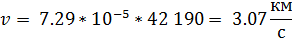 v = 7.29 * 10⁻⁵ * 42 190 = 3.07 км/с